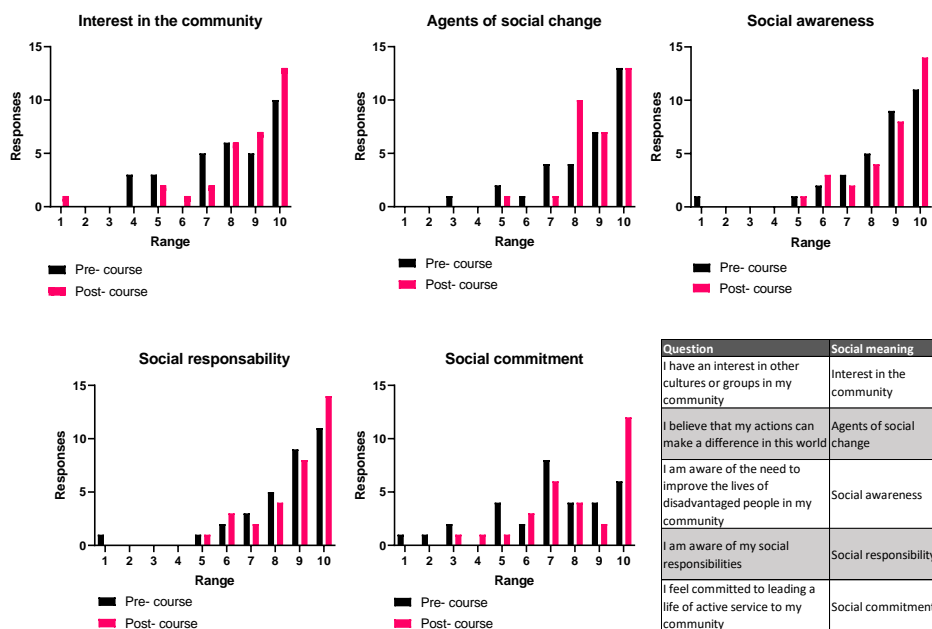 Interest in the community
Responses
15
10
5
0
1 2 3 4 5 6 7 8 9 10
Range
Pre- course
Post- course
Agents of social change
Responses
15
10
5
0
1 2 3 4 5 6 7 8 9 10
Range
Pre- course
Post- course
Social awareness
Responses
15
10
5
0
1 2 3 4 5 6 7 8 9 10
Range
Pre- course
Post- course
Social responsability
Responses
15
10
5
0
1 2 3 4 5 6 7 8 9 10
Range
Pre- course
Post- course
Social commitment
Responses
15
10
5
0
1 2 3 4 5 6 7 8 9 10
Range
Pre- course
Post- course
Question Social meaning
I have an interest in other
cultures or groups in my
community
Interest in the
community
I believe that my actions can
make a difference in this world
Agents of social
change
I am aware of the need to
improve the lives of
disadvantaged people in my
community
Social awareness
I am aware of my social
responsibilities
Social responsibility
I feel committed to leading a
life of active service to my
community
Social commitment